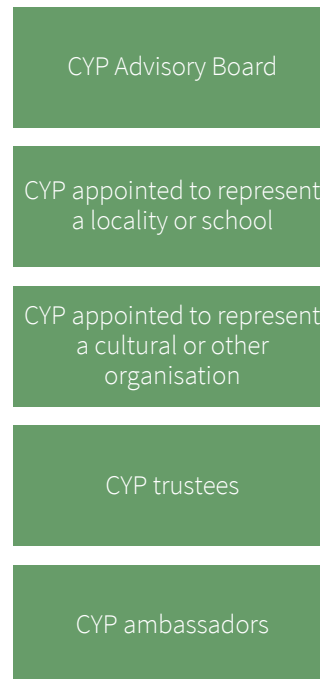 CYP Advisory Board
CYP appointed to represent
a locality or school
CYP appointed to represent
a cultural or other
organisation
CYP trustees
CYP ambassadors